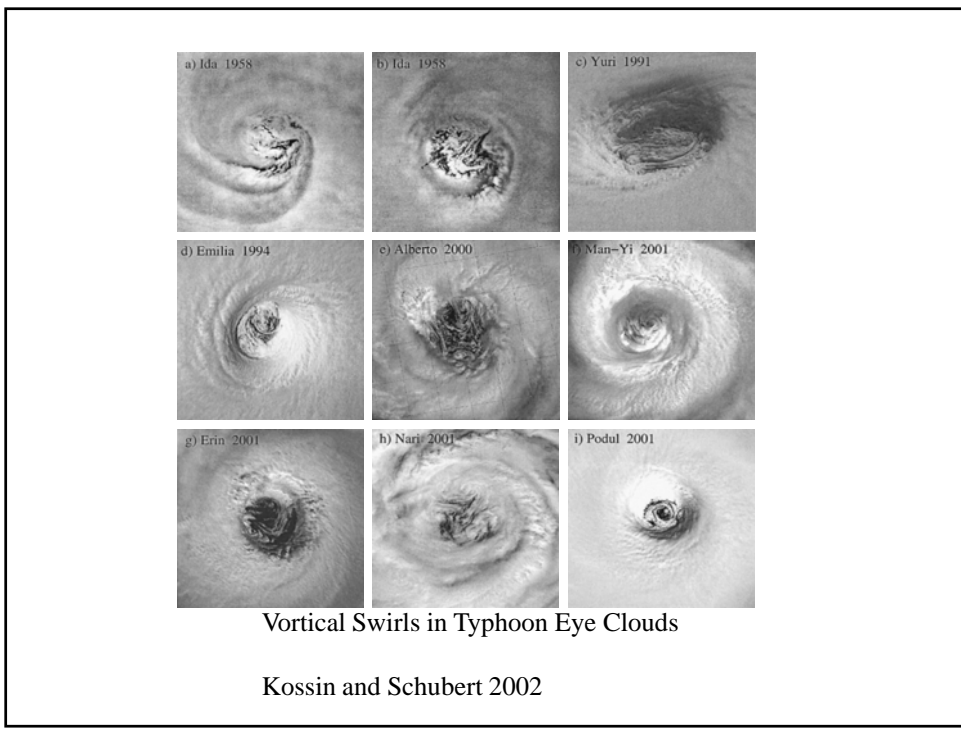 a) Ida 1958
b) Ida 1958
c) Yuri 1991
d) Emilia 1994
e) Alberto 2000
f) Man-Yi 2001
g) Erin 2001
h) Nari 2001
i) Podul 2001
Vortical Swirls in Typhoon Eye Clouds
Kossin and Schubert 2002